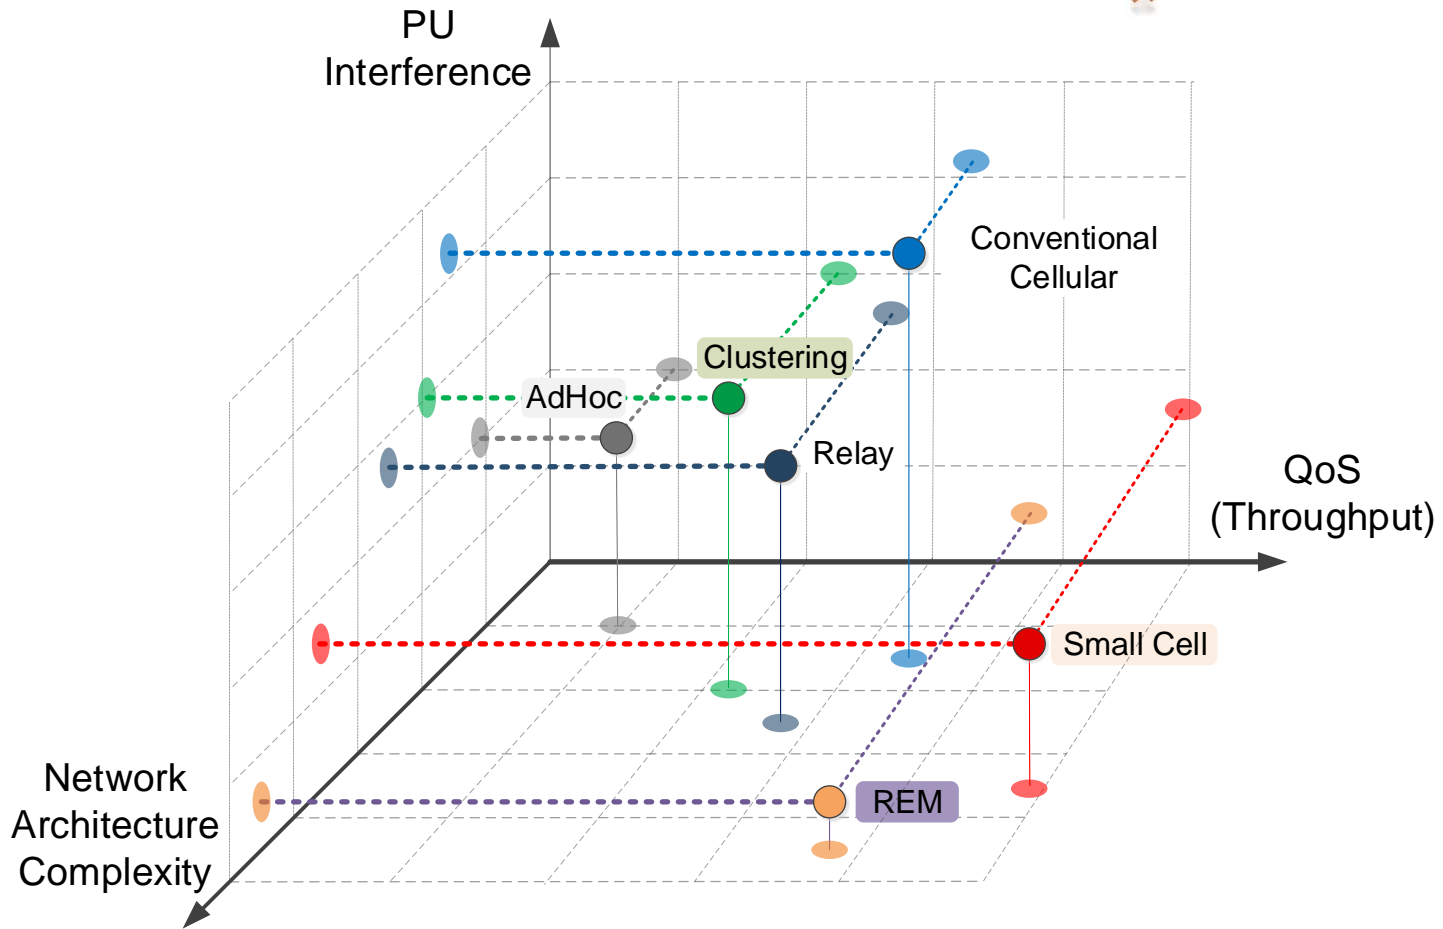 PU
Interference
Conventional
Cellular
Clustering
AdHoc
Relay
QoS
(Throughput)
Small Cell
REM
Network
Architecture
Complexity